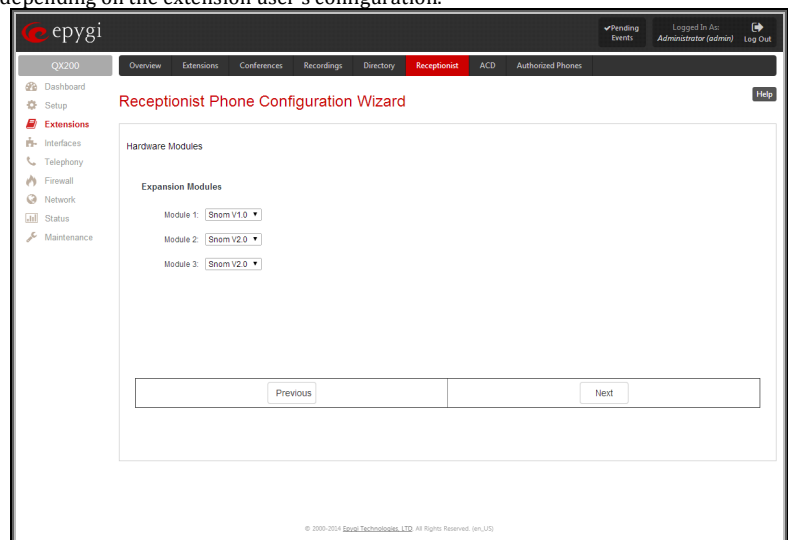 depending on the extension user's configuration.
epygi
✔Pending Events
Logged In As: Administrator (admin)
Log Out
QX200
Overview Extensions Conferences Recordings Directory Receptionist ACD Authorized Phones
Dashboard
Setup
Extensions
Interfaces
Telephony
Firewall
Network
Status
Maintenance
Receptionist Phone Configuration Wizard
Help
Hardware Modules
Expansion Modules
Module 1: Snom V1.0 ▼
Module 2: Snom V2.0 ▼
Module 3: Snom V2.0 ▼
Previous Next
© 2000-2014 Epygi Technologies, LTD. All Rights Reserved. (en_US)